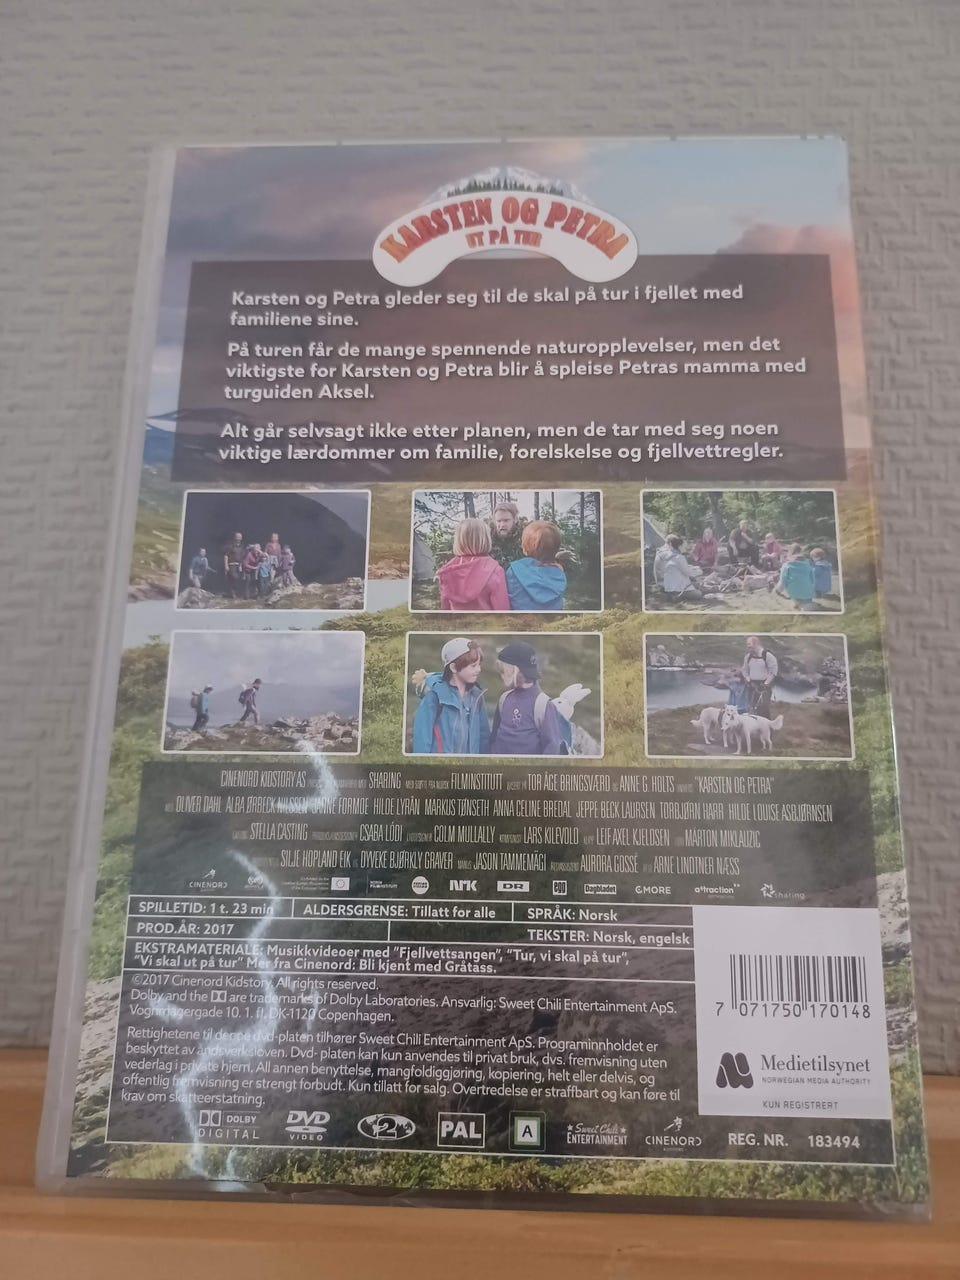 KARSTEN OG PETRA
UT PÅ TUR
Karsten og Petra gleder seg til de skal på tur i fjellet med
familiene sine.
På turen får de mange spennende naturopplevelser, men det
viktigste for Karsten og Petra blir å spleise Petras mamma med
turguiden Aksel.
Alt går selvsagt ikke etter planen, men de tar med seg noen
viktige lærdommer om familie, forelskelse og fjellvettregler.
CINENORD KIDSTORY AS SHARING FILMINSTITUTT TOR ÅGE BRINGSVÆRD ANNE G. HOLTS "KARSTEN OG PETRA"
OLIVER DAHL ALBA ØRBECK NILSSEN JANNE FORMOE HILDE LYRÅN MARKUS TØNSETH ANNA CELINE BREDAL JEPPE BECK LAURSEN TORBJØRN HARR HILDE LOUISE ASBJØRNSEN
STELLA CASTING CSABA LÓDI COLM MULLALLY LARS KILEVOLD LEIF AXEL KJELDSEN MÁRTON MIKLAUZIC
SILJE HOPLAND EIK DYVEKE BJØRKLY GRAVER JASON TAMMEMÄGI AURORA GOSSÉ ARNE LINDTNER NÆSS
CINENORD NRK DR egd Dagbladet CMORE attraction sharing
SPILLETID: 1 t. 23 min ALDERSGRENSE: Tillatt for alle SPRÅK: Norsk
PROD.ÅR: 2017 TEKSTER: Norsk, engelsk
EKSTRAMATERIALE: Musikkvideoer med "Fjellvettsangen", "Tur, vi skal på tur",
"Vi skal ut på tur" Mer fra Cinenord: Bli kjent med Gråtass.
©2017 Cinenord Kidstory. All rights reserved.
Dolby and the are trademarks of Dolby Laboratories. Ansvarlig: Sweet Chili Entertainment ApS.
Vognmagergade 10. 1. fl, DK-1120 Copenhagen.
Rettighetene til denne dvd-platen tilhører Sweet Chili Entertainment ApS. Programinnholdet er
beskyttet av åndsverksloven. Dvd- platen kan kun anvendes til privat bruk, dvs. fremvisning uten
vederlag i private hjem. All annen benyttelse, mangfoldiggjøring, kopiering, helt eller delvis, og
offentlig fremvisning er strengt forbudt. Kun tillatt for salg. Overtredelse er straffbart og kan føre til
krav om skatteerstatning.
7 071750 170148
Medietilsynet
NORWEGIAN MEDIA AUTHORITY
KUN REGISTRERT
DOLBY
DIGITAL
DVD
VIDEO
2
PAL
A
Sweet Chili
ENTERTAINMENT
CINENORD
REG. NR. 183494